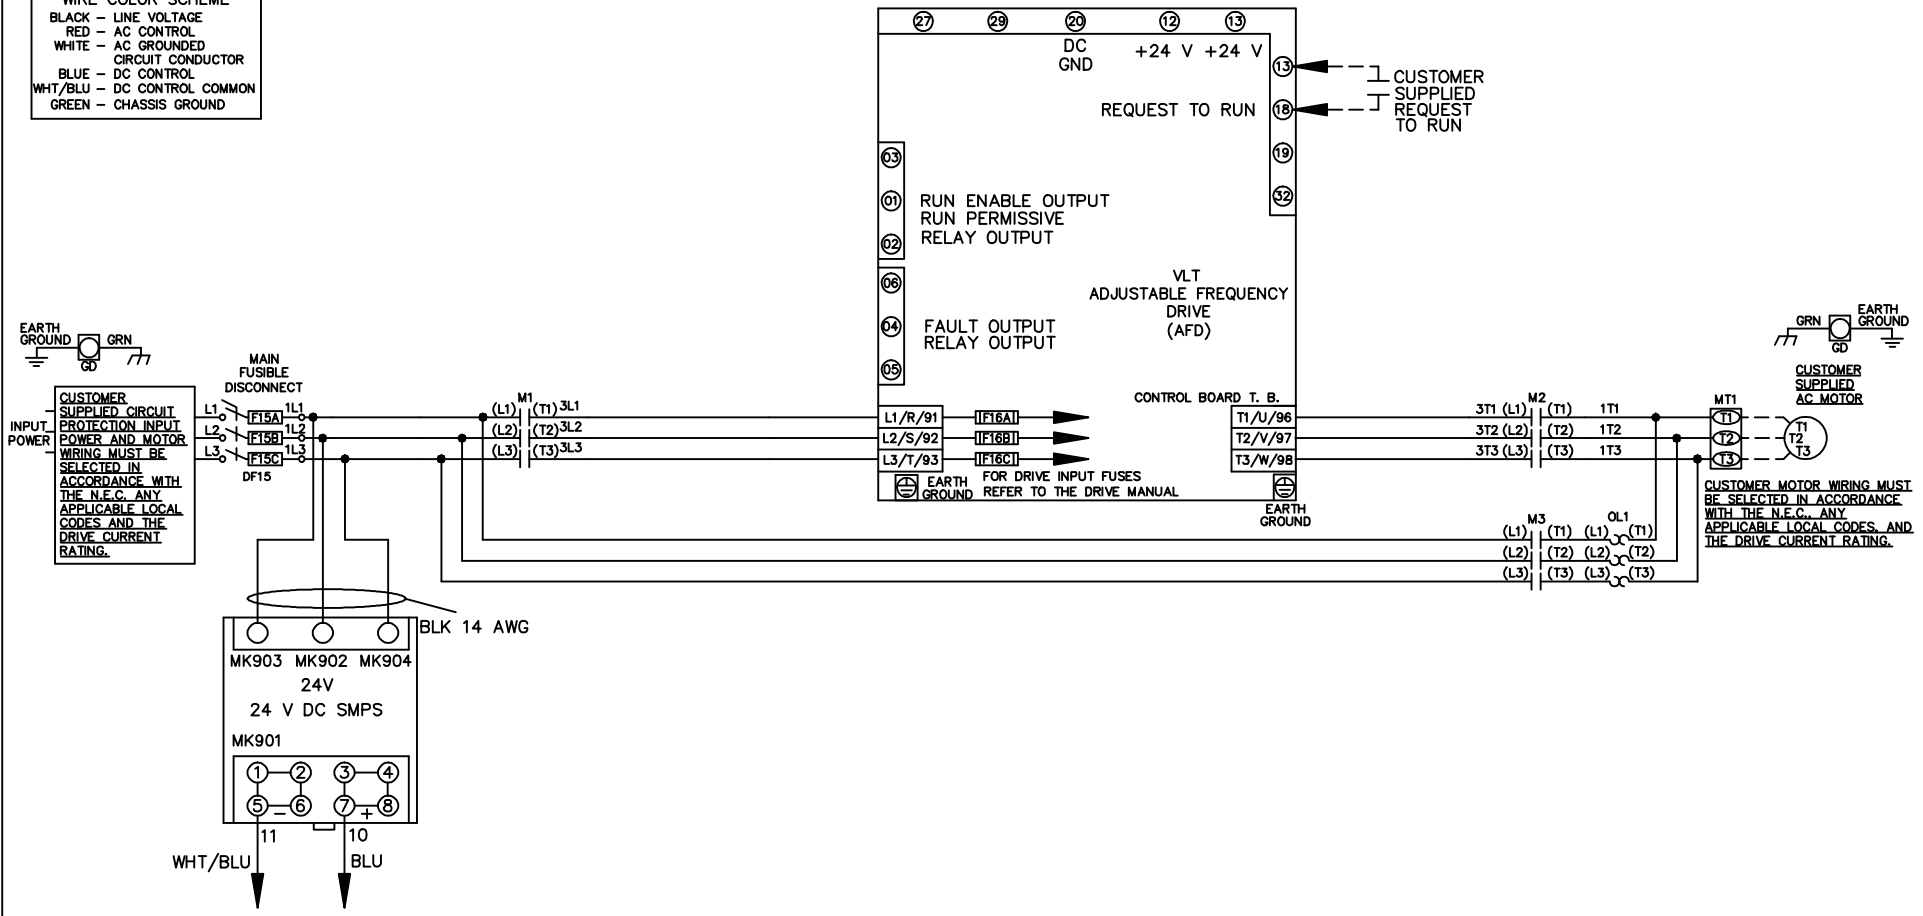 WIRE COLOR SCHEME
BLACK – LINE VOLTAGE
RED – AC CONTROL
WHITE – AC GROUNDED
CIRCUIT CONDUCTOR
BLUE – DC CONTROL
WHT/BLU – DC CONTROL COMMON
GREEN – CHASSIS GROUND
27 29 20 12 13
DC
GND
+24 V +24 V
13
18
19
32
REQUEST TO RUN
CUSTOMER
SUPPLIED
REQUEST
TO RUN
03
01
02
RUN ENABLE OUTPUT
RUN PERMISSIVE
RELAY OUTPUT
06
04
05
FAULT OUTPUT
RELAY OUTPUT
VLT
ADJUSTABLE FREQUENCY
DRIVE
(AFD)
CONTROL BOARD T. B.
L1/R/91 F16A T1/U/96
L2/S/92 F16B T2/V/97
L3/T/93 F16C T3/W/98
EARTH
GROUND
FOR DRIVE INPUT FUSES
REFER TO THE DRIVE MANUAL
EARTH
GROUND
EARTH
GROUND
GRN
GD
INPUT
POWER
CUSTOMER
SUPPLIED CIRCUIT
PROTECTION INPUT
POWER AND MOTOR
WIRING MUST BE
SELECTED IN
ACCORDANCE WITH
THE N.E.C. ANY
APPLICABLE LOCAL
CODES AND THE
DRIVE CURRENT
RATING.
MAIN
FUSIBLE
DISCONNECT
L1 F15A 1L1
L2 F15B 1L2
L3 F15C 1L3
DF15
M1
(L1) (T1) 3L1
(L2) (T2) 3L2
(L3) (T3) 3L3
M2
3T1 (L1) (T1) 1T1
3T2 (L2) (T2) 1T2
3T3 (L3) (T3) 1T3
M3 OL1
(L1) (T1) (L1) (T1)
(L2) (T2) (L2) (T2)
(L3) (T3) (L3) (T3)
MT1
T1
T2
T3
T1
T2
T3
GRN
GD
EARTH
GROUND
CUSTOMER
SUPPLIED
AC MOTOR
CUSTOMER MOTOR WIRING MUST
BE SELECTED IN ACCORDANCE
WITH THE N.E.C., ANY
APPLICABLE LOCAL CODES, AND
THE DRIVE CURRENT RATING.
BLK 14 AWG
MK903 MK902 MK904
24V
24 V DC SMPS
MK901
1 2 3 4
5 – 6 7 + 8
11 10
WHT/BLU BLU